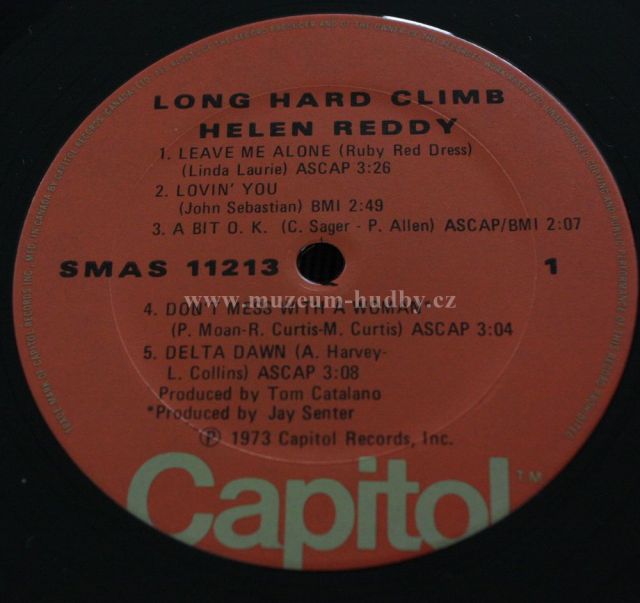 LONG HARD CLIMB
HELEN REDDY
1. LEAVE ME ALONE (Ruby Red Dress)
(Linda Laurie) ASCAP 3:26
2. LOVIN' YOU
(John Sebastian) BMI 2:49
3. A BIT O. K. (C. Sager - P. Allen) ASCAP/BMI 2:07
SMAS 11213 1
www.muzeum-hudby.cz
4. DON'T MESS WITH A WOMAN*
(P. Moan-R. Curtis-M. Curtis) ASCAP 3:04
5. DELTA DAWN (A. Harvey-
L. Collins) ASCAP 3:08
Produced by Tom Catalano
*Produced by Jay Senter
Ⓟ 1973 Capitol Records, Inc.
Capitol TM